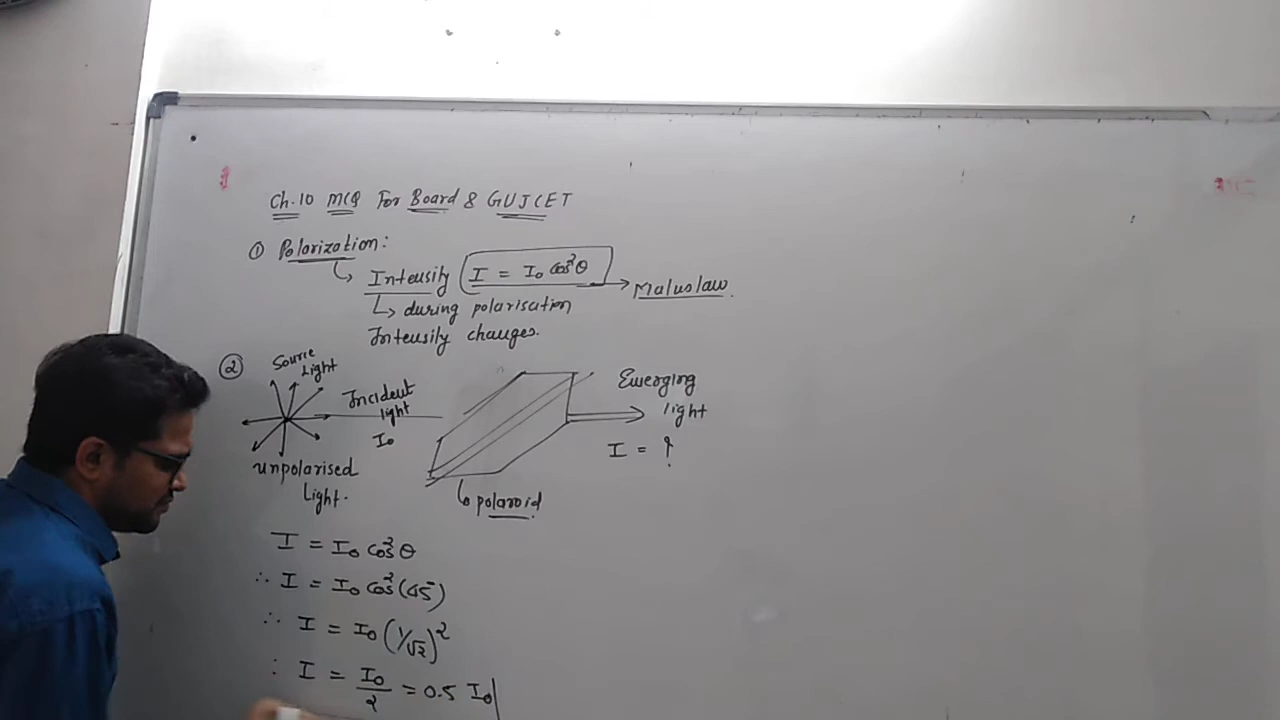 Ch.10 MCQ For Board & GUJCET
① Polarization:
↳ Intensity I = I₀ cos²θ → Malus law.
↳ during polarisation
Intensity changes.
②
Source
light
Incident
light
I₀
unpolarised
Light.
↳ polaroid
Emerging
light
I = ?
I = I₀ cos²θ
∴ I = I₀ cos²(45°)
∴ I = I₀ (1/√2)²
∴ I = I₀/2 = 0.5 I₀